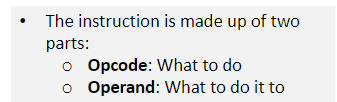 • The instruction is made up of two
parts:
o Opcode: What to do
o Operand: What to do it to